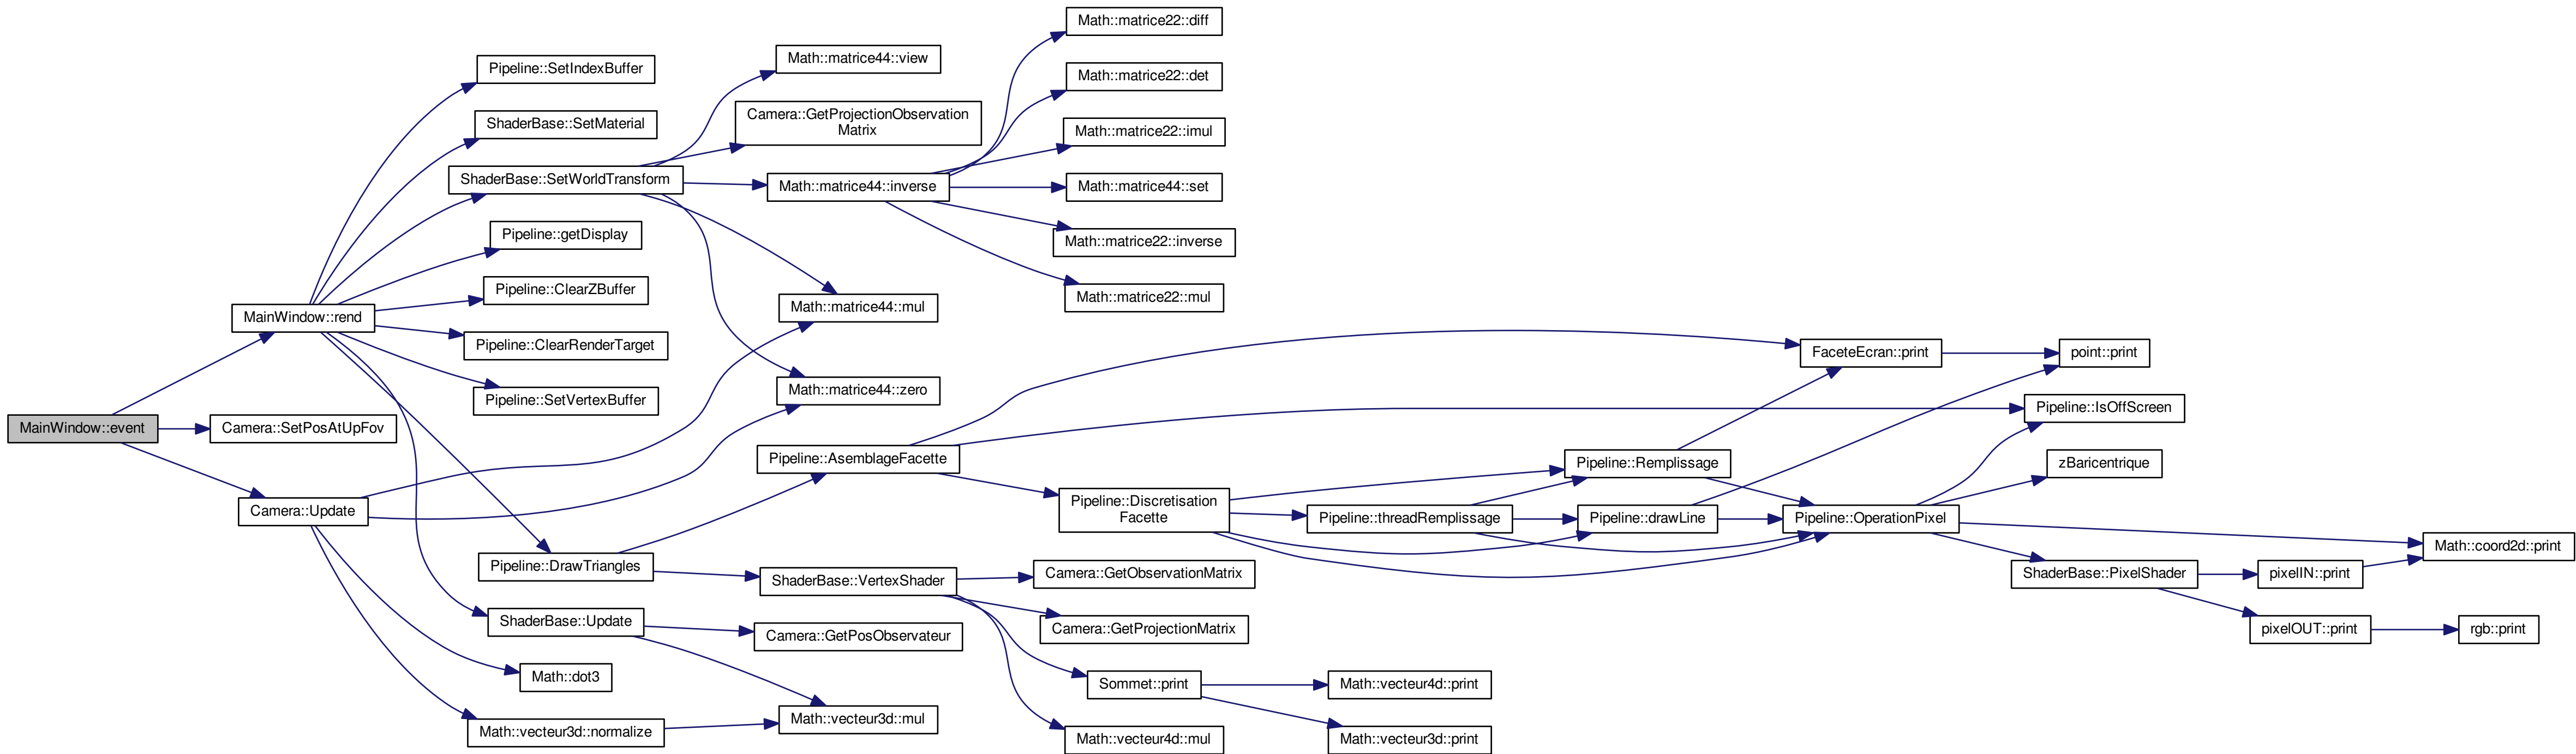 MainWindow::event
MainWindow::rend
Camera::SetPosAtUpFov
Camera::Update
Pipeline::SetIndexBuffer
ShaderBase::SetMaterial
ShaderBase::SetWorldTransform
Pipeline::getDisplay
Pipeline::ClearZBuffer
Pipeline::ClearRenderTarget
Pipeline::SetVertexBuffer
Pipeline::DrawTriangles
ShaderBase::Update
Math::dot3
Math::vecteur3d::normalize
Math::matrice44::view
Camera::GetProjectionObservation
Matrix
Math::matrice44::inverse
Math::matrice44::mul
Math::matrice44::zero
Pipeline::AsemblageFacette
ShaderBase::VertexShader
Camera::GetPosObservateur
Math::vecteur3d::mul
Math::matrice22::diff
Math::matrice22::det
Math::matrice22::imul
Math::matrice44::set
Math::matrice22::inverse
Math::matrice22::mul
Pipeline::Discretisation
Facette
Camera::GetObservationMatrix
Camera::GetProjectionMatrix
Sommet::print
Math::vecteur4d::mul
Pipeline::threadRemplissage
Math::vecteur4d::print
Math::vecteur3d::print
Pipeline::Remplissage
Pipeline::drawLine
FaceteEcran::print
Pipeline::OperationPixel
point::print
Pipeline::IsOffScreen
zBaricentrique
ShaderBase::PixelShader
pixelIN::print
pixelOUT::print
Math::coord2d::print
rgb::print